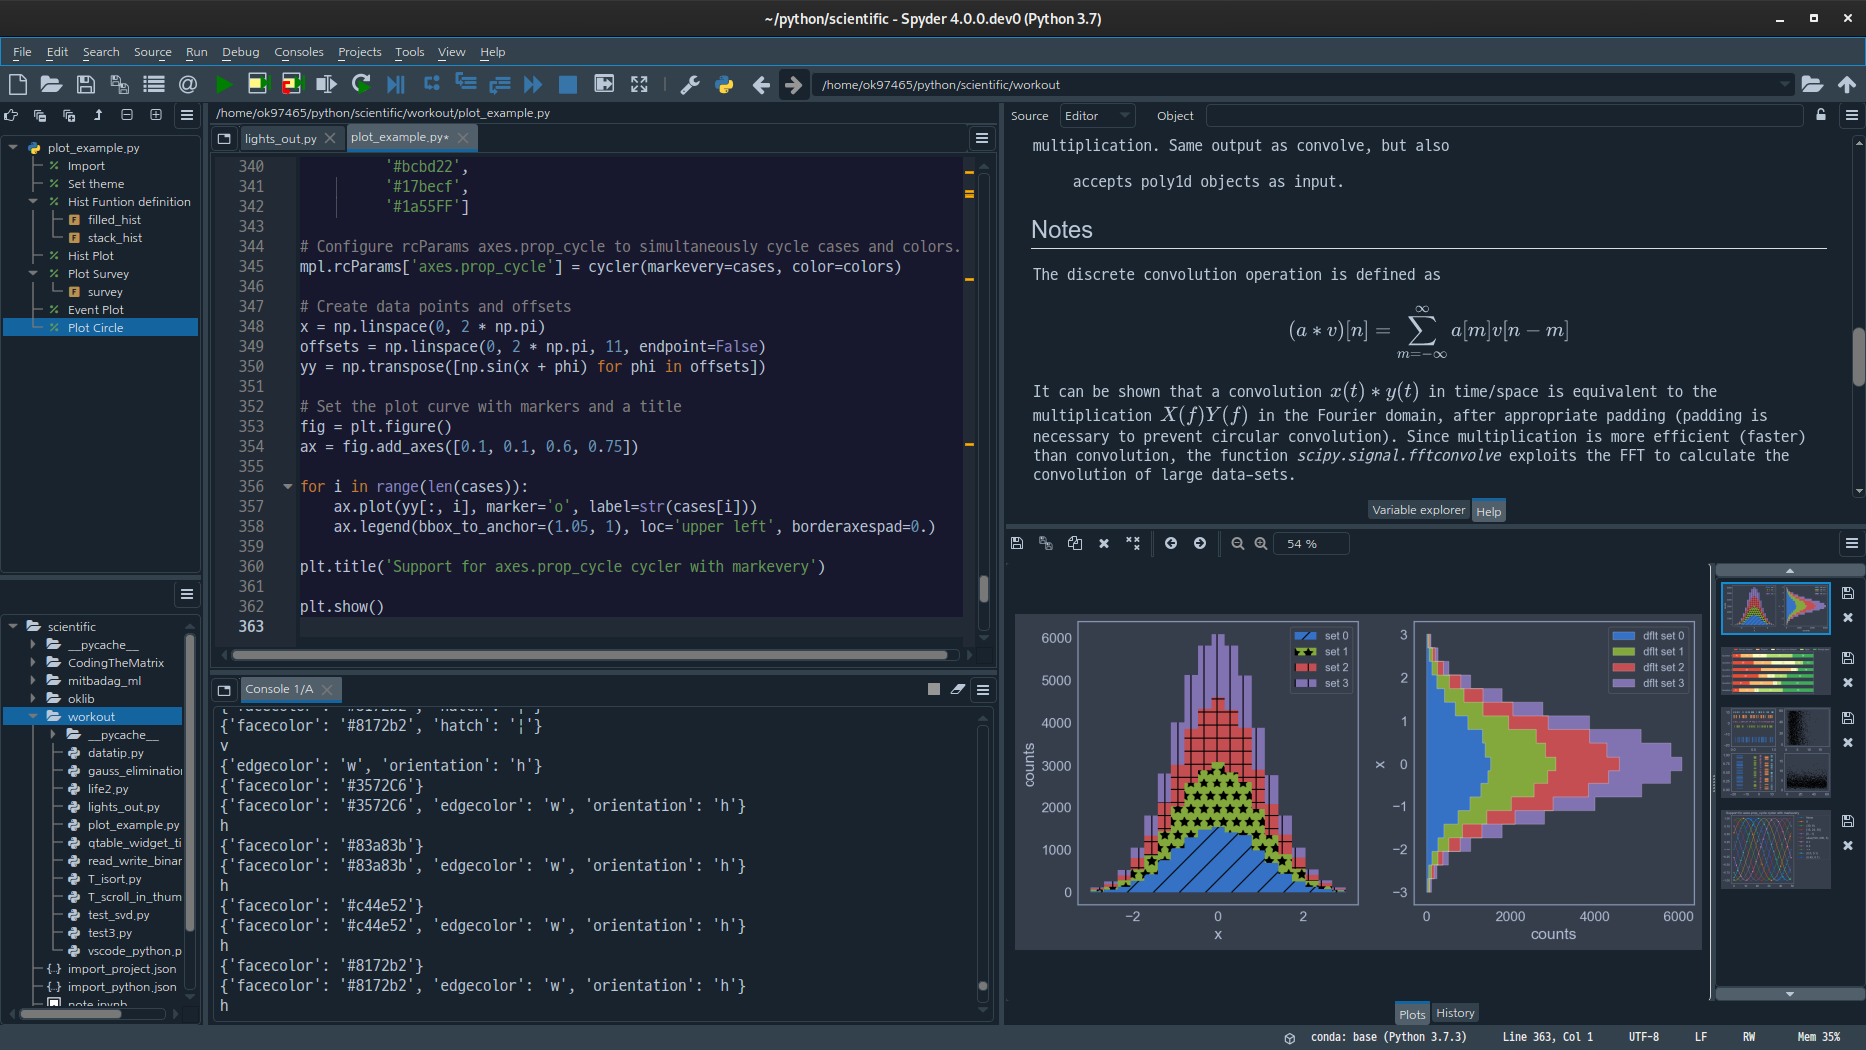 ~/python/scientific - Spyder 4.0.0.dev0 (Python 3.7)
File Edit Search Source Run Debug Consoles Projects Tools View Help
/home/ok97465/python/scientific/workout
plot_example.py
Import
Set theme
Hist Funtion definition
filled_hist
stack_hist
Hist Plot
Plot Survey
survey
Event Plot
Plot Circle
scientific
__pycache__
CodingTheMatrix
mitbadag_ml
oklib
workout
__pycache__
datatip.py
gauss_elimination
life2.py
lights_out.py
plot_example.py
qtable_widget_ti
read_write_binar
T_isort.py
T_scroll_in_thum
test_svd.py
test3.py
vscode_python.p
import_project.json
import_python.json
note.ipynb
/home/ok97465/python/scientific/workout/plot_example.py
lights_out.py plot_example.py*
340 '#bcbd22',
341 '#17becf',
342 '#1a55FF']
343
344 # Configure rcParams axes.prop_cycle to simultaneously cycle cases and colors.
345 mpl.rcParams['axes.prop_cycle'] = cycler(markevery=cases, color=colors)
346
347 # Create data points and offsets
348 x = np.linspace(0, 2 * np.pi)
349 offsets = np.linspace(0, 2 * np.pi, 11, endpoint=False)
350 yy = np.transpose([np.sin(x + phi) for phi in offsets])
351
352 # Set the plot curve with markers and a title
353 fig = plt.figure()
354 ax = fig.add_axes([0.1, 0.1, 0.6, 0.75])
355
356 for i in range(len(cases)):
357 ax.plot(yy[:, i], marker='o', label=str(cases[i]))
358 ax.legend(bbox_to_anchor=(1.05, 1), loc='upper left', borderaxespad=0.)
359
360 plt.title('Support for axes.prop_cycle cycler with markevery')
361
362 plt.show()
363
Console 1/A
{'facecolor': '#8172b2', 'hatch': '¦'}
{'facecolor': '#8172b2', 'hatch': '¦'}
v
{'edgecolor': 'w', 'orientation': 'h'}
{'facecolor': '#3572C6'}
{'facecolor': '#3572C6', 'edgecolor': 'w', 'orientation': 'h'}
h
{'facecolor': '#83a83b'}
{'facecolor': '#83a83b', 'edgecolor': 'w', 'orientation': 'h'}
h
{'facecolor': '#c44e52'}
{'facecolor': '#c44e52', 'edgecolor': 'w', 'orientation': 'h'}
h
{'facecolor': '#8172b2'}
{'facecolor': '#8172b2', 'edgecolor': 'w', 'orientation': 'h'}
h
Source Editor Object
multiplication. Same output as convolve, but also
accepts poly1d objects as input.
Notes
The discrete convolution operation is defined as
(a ∗ v)[n] = ∑ a[m]v[n − m]
∞
m=−∞
It can be shown that a convolution x(t) ∗ y(t) in time/space is equivalent to the
multiplication X(f)Y(f) in the Fourier domain, after appropriate padding (padding is
necessary to prevent circular convolution). Since multiplication is more efficient (faster)
than convolution, the function scipy.signal.fftconvolve exploits the FFT to calculate the
convolution of large data-sets.
Variable explorer Help
54 %
6000
5000
4000
3000
2000
1000
0
counts
−2 0 2
x
set 0
set 1
set 2
set 3
3
2
1
0
−1
−2
−3
x
0 2000 4000 6000
counts
dflt set 0
dflt set 1
dflt set 2
dflt set 3
Plots History
conda: base (Python 3.7.3) Line 363, Col 1 UTF-8 LF RW Mem 35%